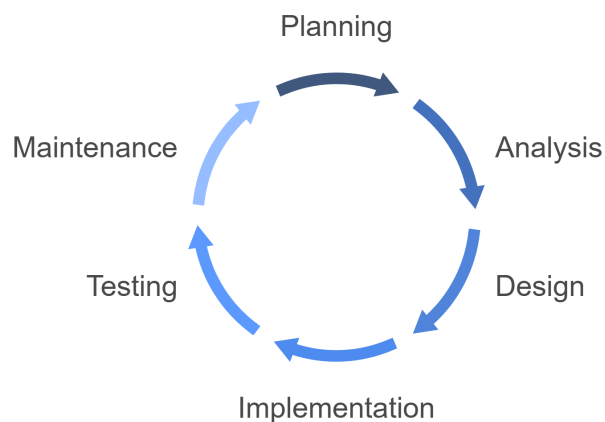 Planning
Analysis
Design
Implementation
Testing
Maintenance